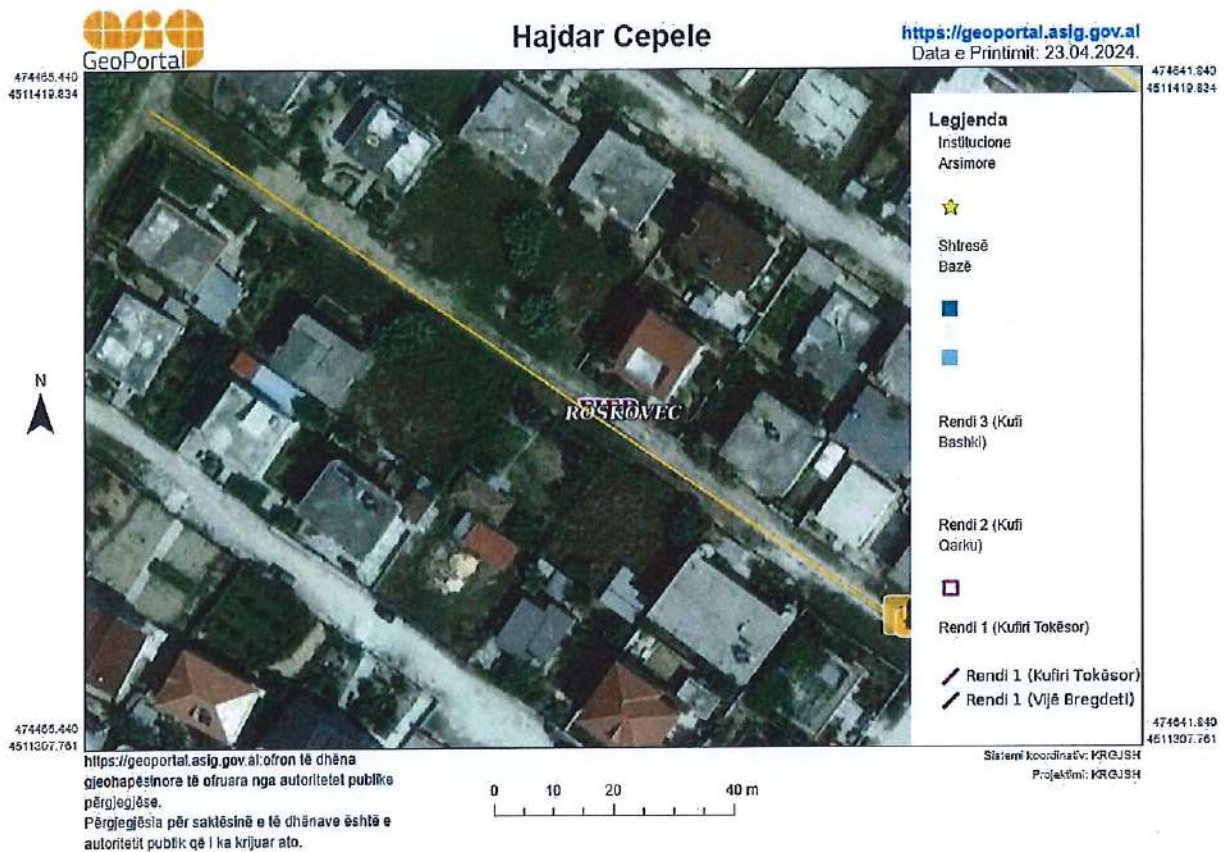 asig
GeoPortal
Hajdar Cepele
https://geoportal.asig.gov.al
Data e Printimit: 23.04.2024.
474465.440
4511419.834
474641.840
4511419.834
Legjenda
Institucione
Arsimore
Shtresë
Bazë
Rendi 3 (Kufi
Bashki)
Rendi 2 (Kufi
Qarku)
Rendi 1 (Kufiri Tokësor)
Rendi 1 (Kufiri Tokësor)
Rendi 1 (Vijë Bregdeti)
ROSKOVEC
N
474465.440
4511307.761
474641.840
4511307.761
https://geoportal.asig.gov.al:ofron të dhëna
gjeohapësinore të ofruara nga autoritetet publike
përgjegjëse.
Përgjegjësia për saktësinë e të dhënave është e
autoritetit publik që i ka krijuar ato.
0 10 20 40 m
Sistemi koordinativ: KRGJSH
Projektimi: KRGJSH